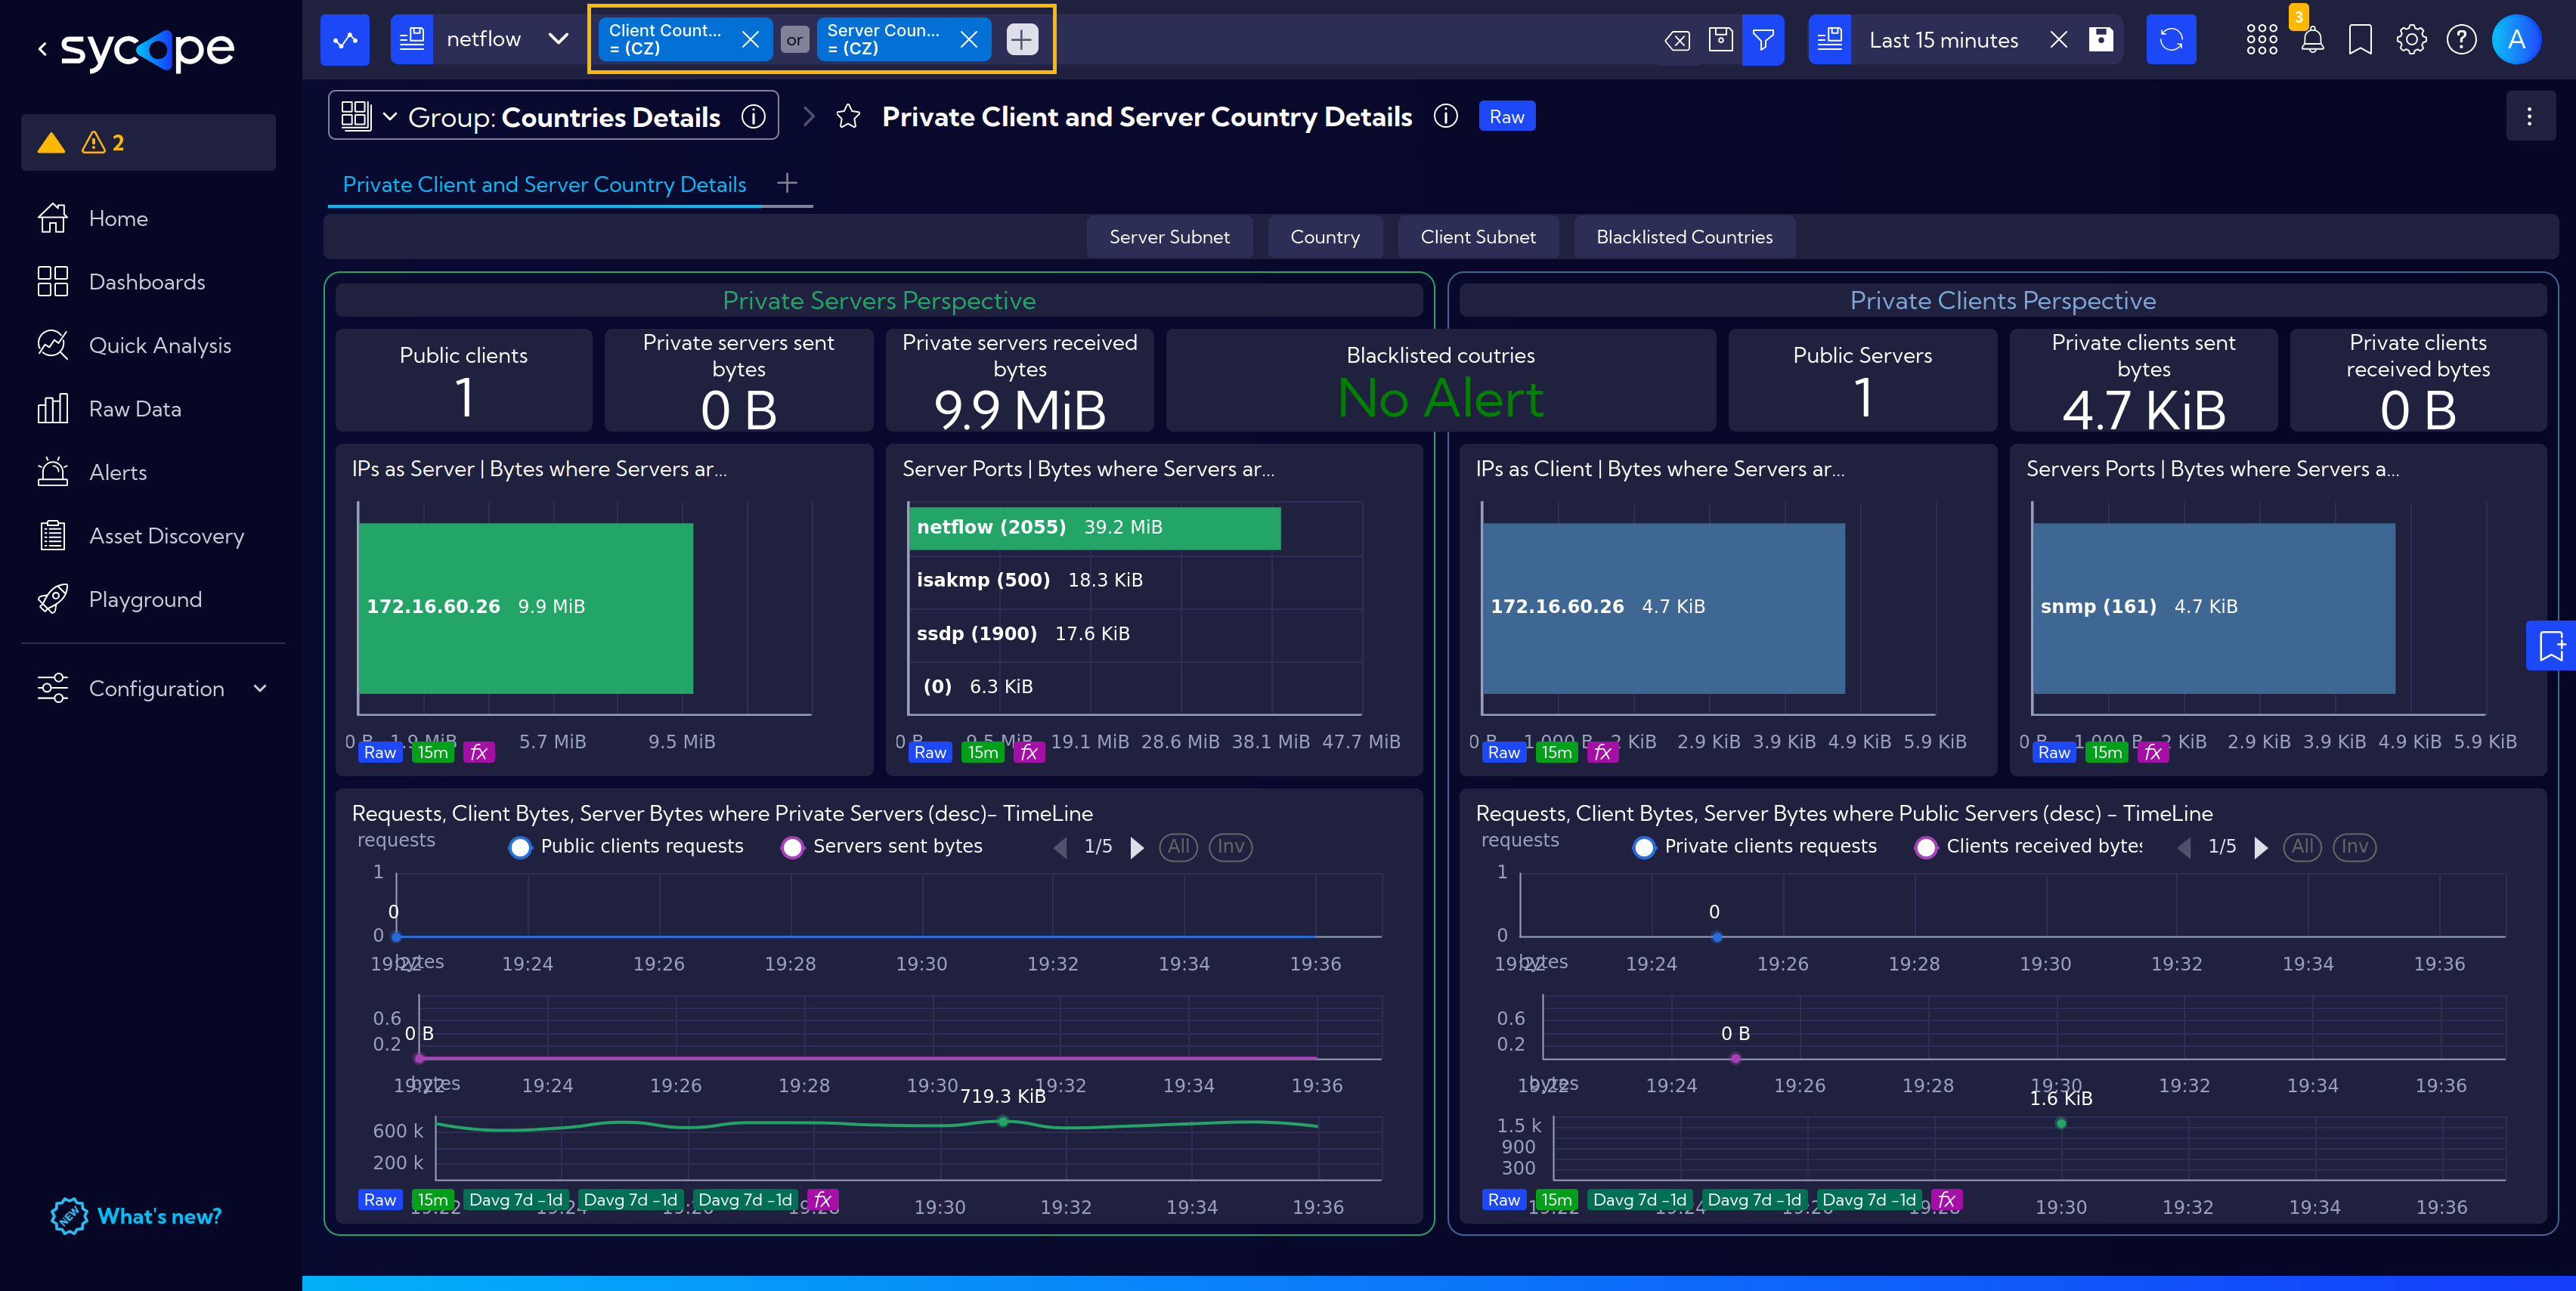 sycope
netflow
Client Count...
= (CZ)
or
Server Coun...
= (CZ)
Last 15 minutes
3
A
2
Home
Dashboards
Quick Analysis
Raw Data
Alerts
Asset Discovery
Playground
Configuration
NEW
What's new?
Group: Countries Details
Private Client and Server Country Details
Raw
Private Client and Server Country Details
Server Subnet
Country
Client Subnet
Blacklisted Countries
Private Servers Perspective
Private Clients Perspective
Public clients
1
Private servers sent
bytes
0 B
Private servers received
bytes
9.9 MiB
Blacklisted coutries
No Alert
Public Servers
1
Private clients sent
bytes
4.7 KiB
Private clients
received bytes
0 B
IPs as Server | Bytes where Servers ar...
172.16.60.26 9.9 MiB
0 B 1.9 MiB 5.7 MiB 9.5 MiB
Raw 15m fx
Server Ports | Bytes where Servers ar...
netflow (2055) 39.2 MiB
isakmp (500) 18.3 KiB
ssdp (1900) 17.6 KiB
(0) 6.3 KiB
0 B 9.5 MiB 19.1 MiB 28.6 MiB 38.1 MiB 47.7 MiB
Raw 15m fx
IPs as Client | Bytes where Servers ar...
172.16.60.26 4.7 KiB
0 B 1,000 B 2 KiB 2.9 KiB 3.9 KiB 4.9 KiB 5.9 KiB
Raw 15m fx
Servers Ports | Bytes where Servers a...
snmp (161) 4.7 KiB
0 B 1,000 B 2 KiB 2.9 KiB 3.9 KiB 4.9 KiB 5.9 KiB
Raw 15m fx
Requests, Client Bytes, Server Bytes where Private Servers (desc)- TimeLine
requests
Public clients requests
Servers sent bytes
1/5
All
Inv
1
0
0
19:22 19:24 19:26 19:28 19:30 19:32 19:34 19:36
bytes
0.6
0.2
0 B
19:22 19:24 19:26 19:28 19:30 19:32 19:34 19:36
bytes
719.3 KiB
600 k
200 k
Raw 15m Davg 7d -1d Davg 7d -1d Davg 7d -1d fx
19:22 19:24 19:26 19:28 19:30 19:32 19:34 19:36
Requests, Client Bytes, Server Bytes where Public Servers (desc) - TimeLine
requests
Private clients requests
Clients received bytes
1/5
All
Inv
1
0
0
19:22 19:24 19:26 19:28 19:30 19:32 19:34 19:36
bytes
0.6
0.2
0 B
19:22 19:24 19:26 19:28 19:30 19:32 19:34 19:36
bytes
1.6 KiB
1.5 k
900
300
Raw 15m Davg 7d -1d Davg 7d -1d Davg 7d -1d fx
19:22 19:24 19:26 19:28 19:30 19:32 19:34 19:36